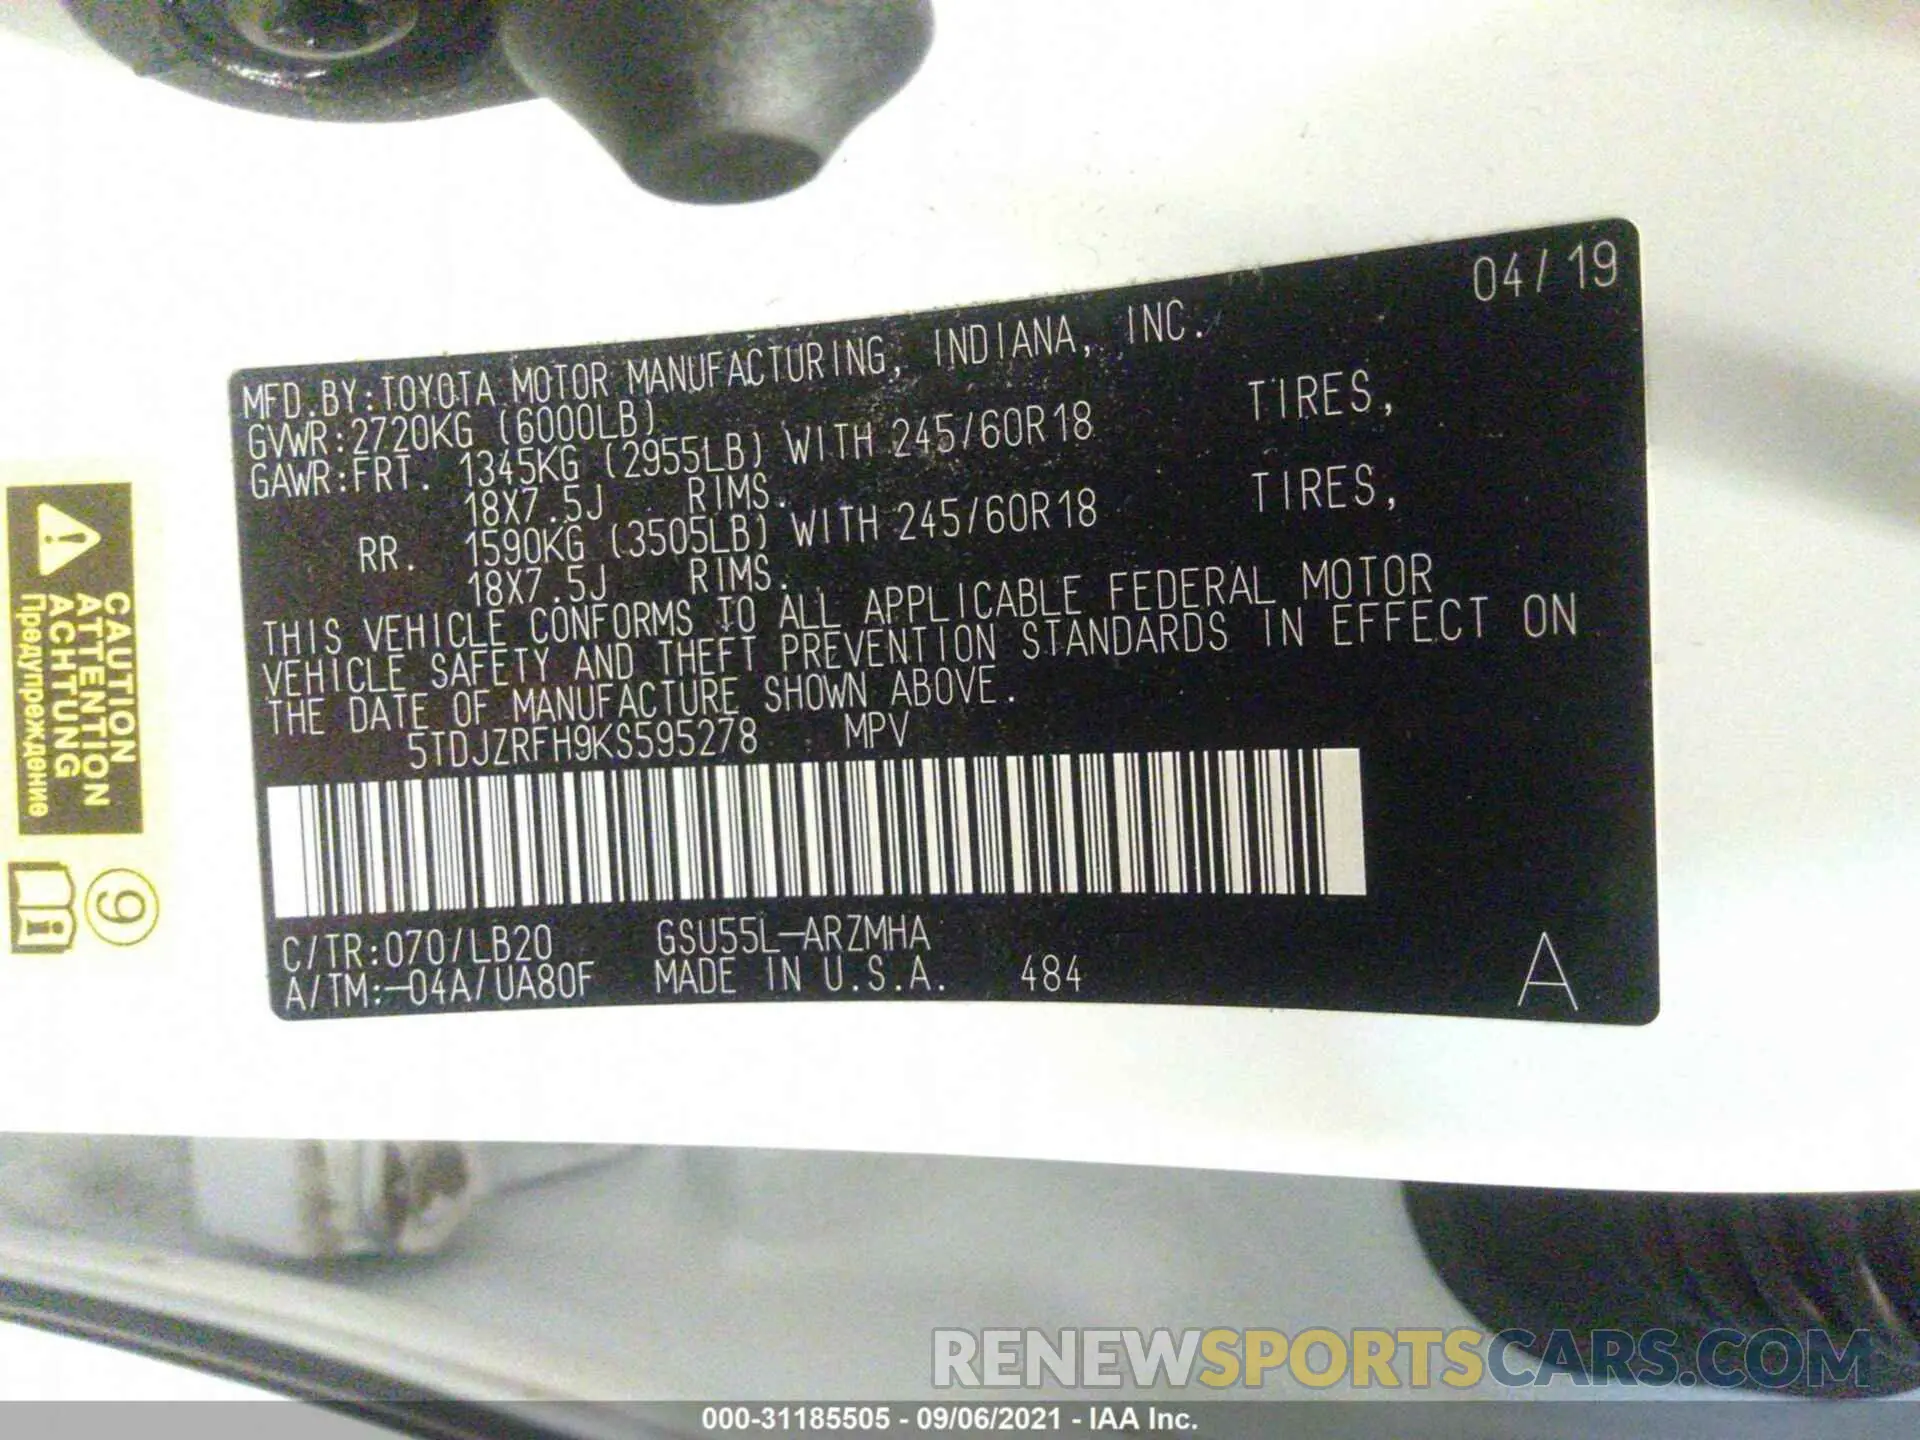 04/19
MFD.BY:TOYOTA MOTOR MANUFACTURING, INDIANA, INC.
GVWR:2720KG (6000LB)
GAWR:FRT. 1345KG (2955LB) WITH 245/60R18 TIRES,
18X7.5J RIMS.
RR. 1590KG (3505LB) WITH 245/60R18 TIRES,
18X7.5J RIMS.
THIS VEHICLE CONFORMS TO ALL APPLICABLE FEDERAL MOTOR
VEHICLE SAFETY AND THEFT PREVENTION STANDARDS IN EFFECT ON
THE DATE OF MANUFACTURE SHOWN ABOVE.
5TDJZRFH9KS595278 MPV
C/TR:070/LB20 GSU55L-ARZMHA
A/TM:-04A/UA80F MADE IN U.S.A. 484
A
CAUTION
ATTENTION
ACHTUNG
Предупреждение
9
RENEWSPORTSCARS.COM
000-31185505 - 09/06/2021 - IAA Inc.